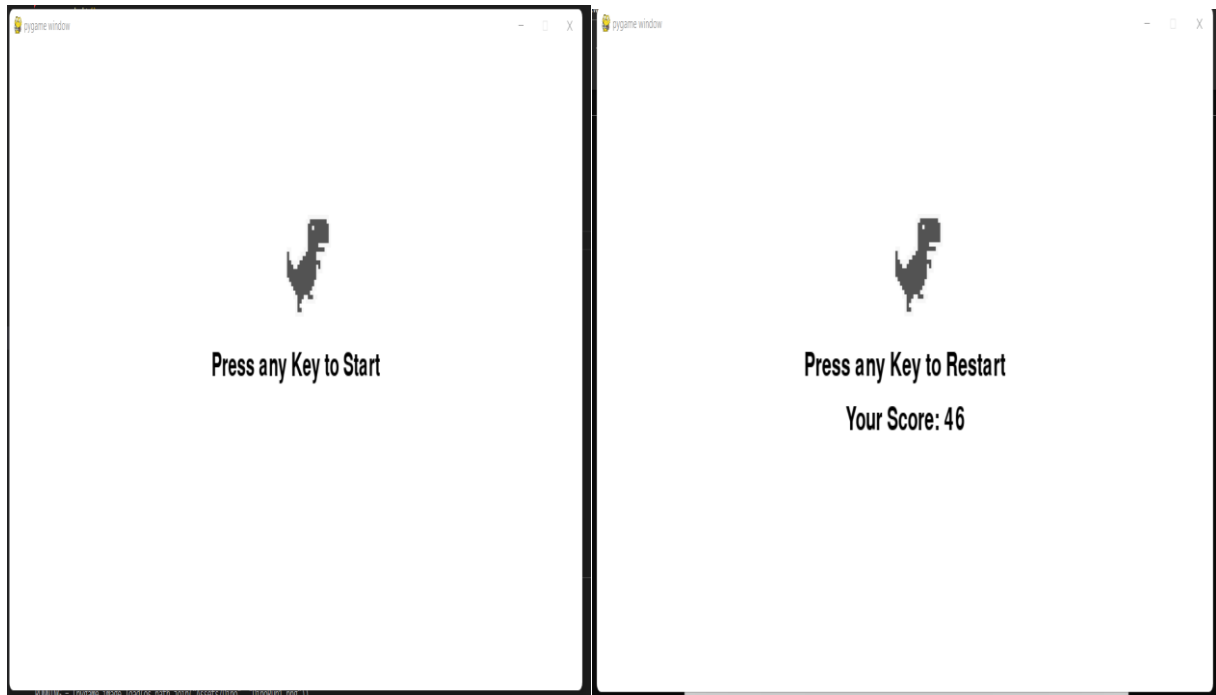 pygame window
Press any Key to Start
pygame window
Press any Key to Restart
Your Score: 46